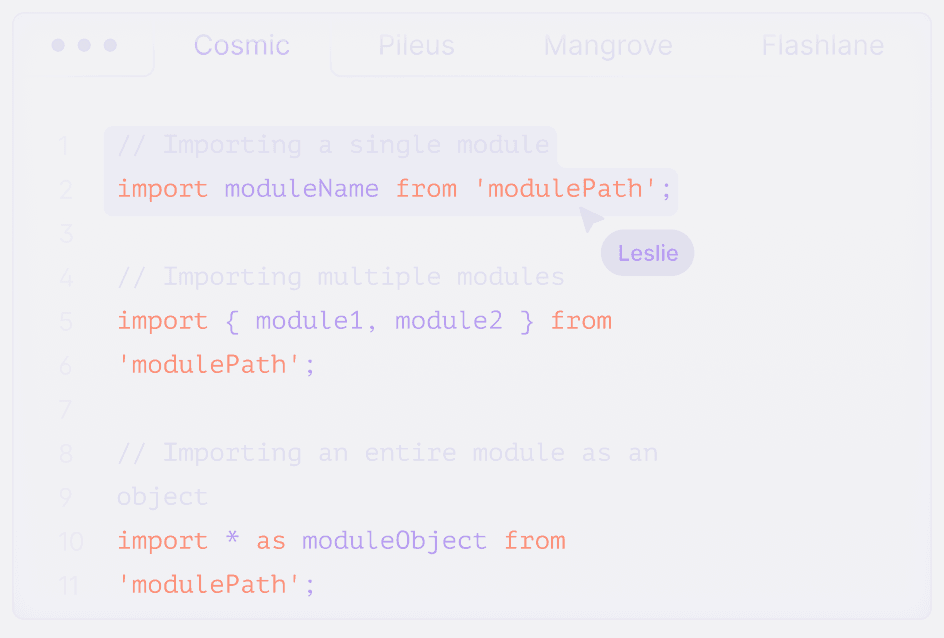 Cosmic Pileus Mangrove Flashlane
1 // Importing a single module
2 import moduleName from 'modulePath';
3
Leslie
4 // Importing multiple modules
5 import { module1, module2 } from
6 'modulePath';
7
8 // Importing an entire module as an
9 object
10 import * as moduleObject from
11 'modulePath';